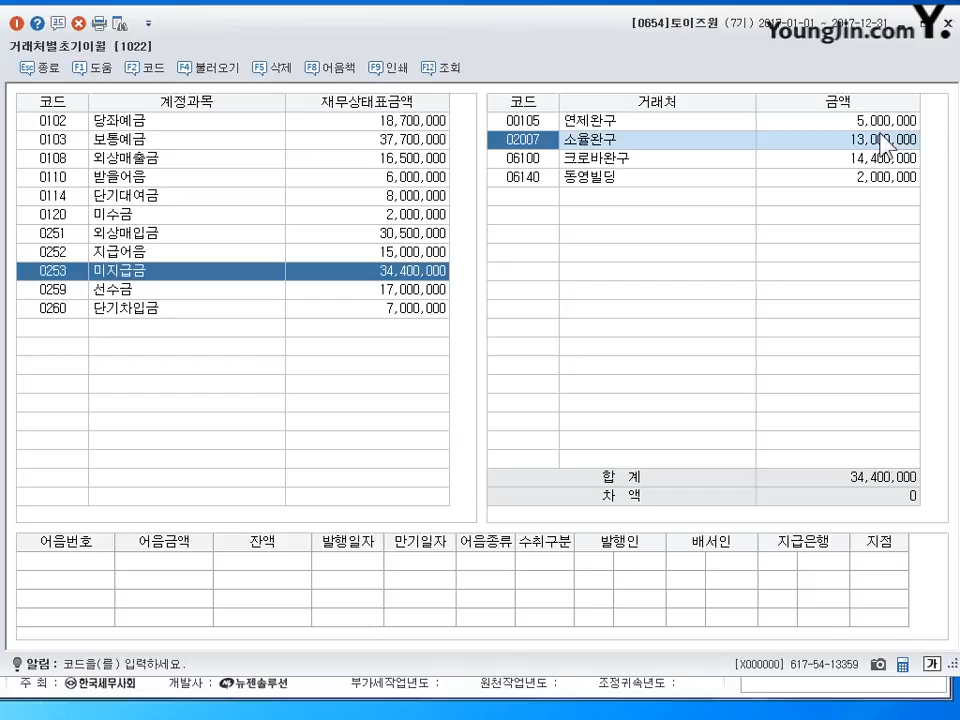 [0654]토이즈원 (7기) 2017-01-01 ~ 2017-12-31
YoungJin.com Y.
거래처별초기이월 [1022]
Esc 종료 F1 도움 F2 코드 F4 불러오기 F5 삭제 F8 어음책 F9 인쇄 F12 조회
코드 계정과목 재무상태표금액
0102 당좌예금 18,700,000
0103 보통예금 37,700,000
0108 외상매출금 16,500,000
0110 받을어음 6,000,000
0114 단기대여금 8,000,000
0120 미수금 2,000,000
0251 외상매입금 30,500,000
0252 지급어음 15,000,000
0253 미지급금 34,400,000
0259 선수금 17,000,000
0260 단기차입금 7,000,000
코드 거래처 금액
00105 연제완구 5,000,000
02007 소율완구 13,000,000
06100 크로바완구 14,400,000
06140 동영빌딩 2,000,000
합 계 34,400,000
차 액 0
어음번호 어음금액 잔액 발행일자 만기일자 어음종류 수취구분 발행인 배서인 지급은행 지점
알림 : 코드을(를) 입력하세요. [X000000] 617-54-13359 가
주 최 : 한국세무사회 개발사 : 뉴젠솔루션 부가세작업년도 : 원천작업년도 : 조정귀속년도 :